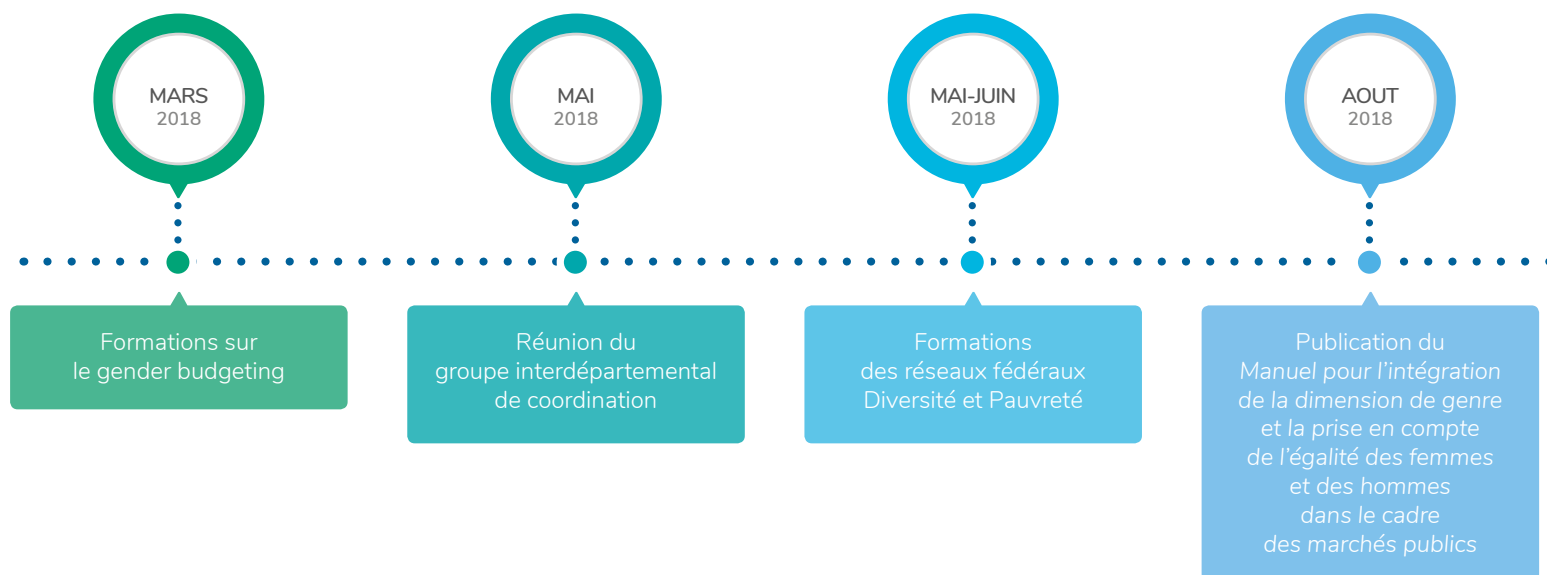 MARS
2018
MAI
2018
MAI-JUIN
2018
AOUT
2018
Formations sur
le gender budgeting
Réunion du
groupe interdépartemental
de coordination
Formations
des réseaux fédéraux
Diversité et Pauvreté
Publication du
Manuel pour l’intégration
de la dimension de genre
et la prise en compte
de l’égalité des femmes
et des hommes
dans le cadre
des marchés publics